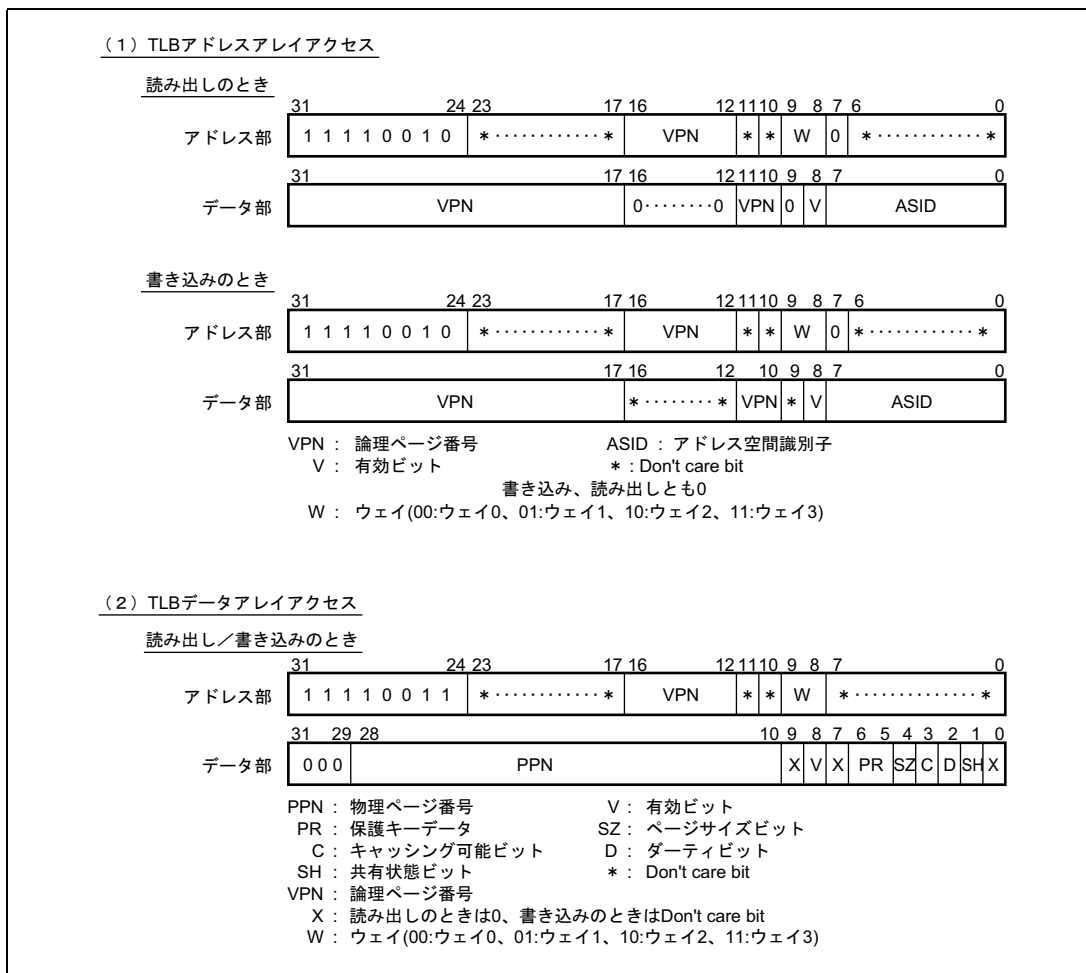 （１）TLBアドレスアレイアクセス
読み出しのとき
31 24 23 17 16 12 11 10 9 8 7 6 0
アドレス部 1 1 1 1 0 0 1 0 *············* VPN * * W 0 *············*
31 17 16 12 11 10 9 8 7 0
データ部 VPN 0········0 VPN 0 V ASID
書き込みのとき
31 24 23 17 16 12 11 10 9 8 7 6 0
アドレス部 1 1 1 1 0 0 1 0 *············* VPN * * W 0 *············*
31 17 16 12 10 9 8 7 0
データ部 VPN *········* VPN * V ASID
VPN : 論理ページ番号 ASID : アドレス空間識別子
V : 有効ビット * : Don't care bit
書き込み、読み出しとも0
W : ウェイ(00:ウェイ0、01:ウェイ1、10:ウェイ2、11:ウェイ3)
（２）TLBデータアレイアクセス
読み出し／書き込みのとき
31 24 23 17 16 12 11 10 9 8 7 0
アドレス部 1 1 1 1 0 0 1 1 *············* VPN * * W *··············*
31 29 28 10 9 8 7 6 5 4 3 2 1 0
データ部 0 0 0 PPN X V X PR SZ C D SH X
PPN : 物理ページ番号 V : 有効ビット
PR : 保護キーデータ SZ : ページサイズビット
C : キャッシング可能ビット D : ダーティビット
SH : 共有状態ビット * : Don't care bit
VPN : 論理ページ番号
X : 読み出しのときは0、書き込みのときはDon't care bit
W : ウェイ(00:ウェイ0、01:ウェイ1、10:ウェイ2、11:ウェイ3)